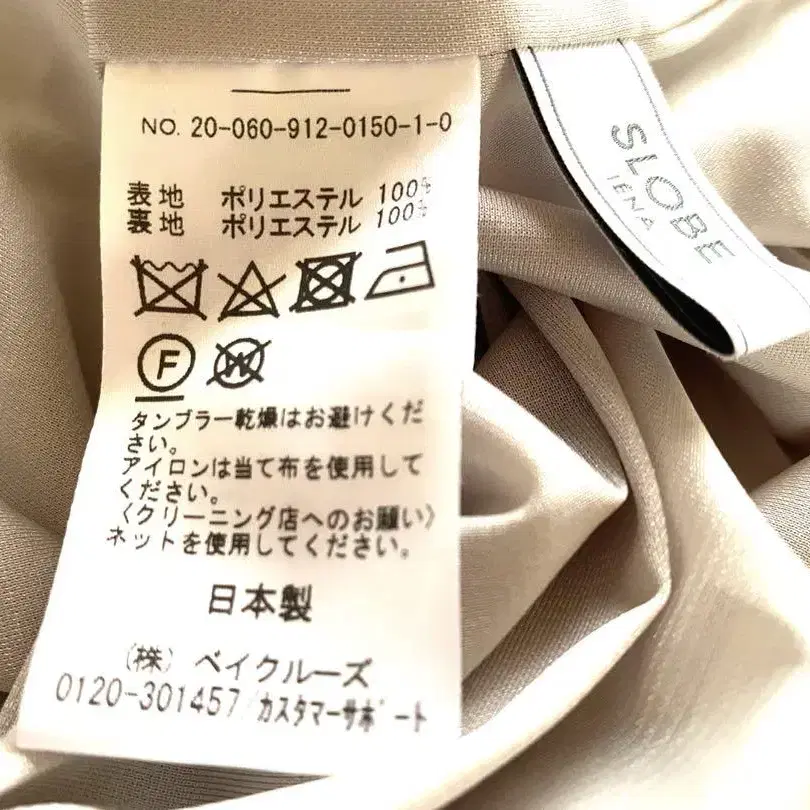 NO. 20-060-912-0150-1-0
表地 ポリエステル 100%
裏地 ポリエステル 100%
F
W
タンブラー乾燥はお避けくだ
さい。
アイロンは当て布を使用して
ください。
〈クリーニング店へのお願い〉
ネットを使用してください。
日本製
(株) ベイクルーズ
0120-301457/カスタマーサポート
SLOBE
IÉNA